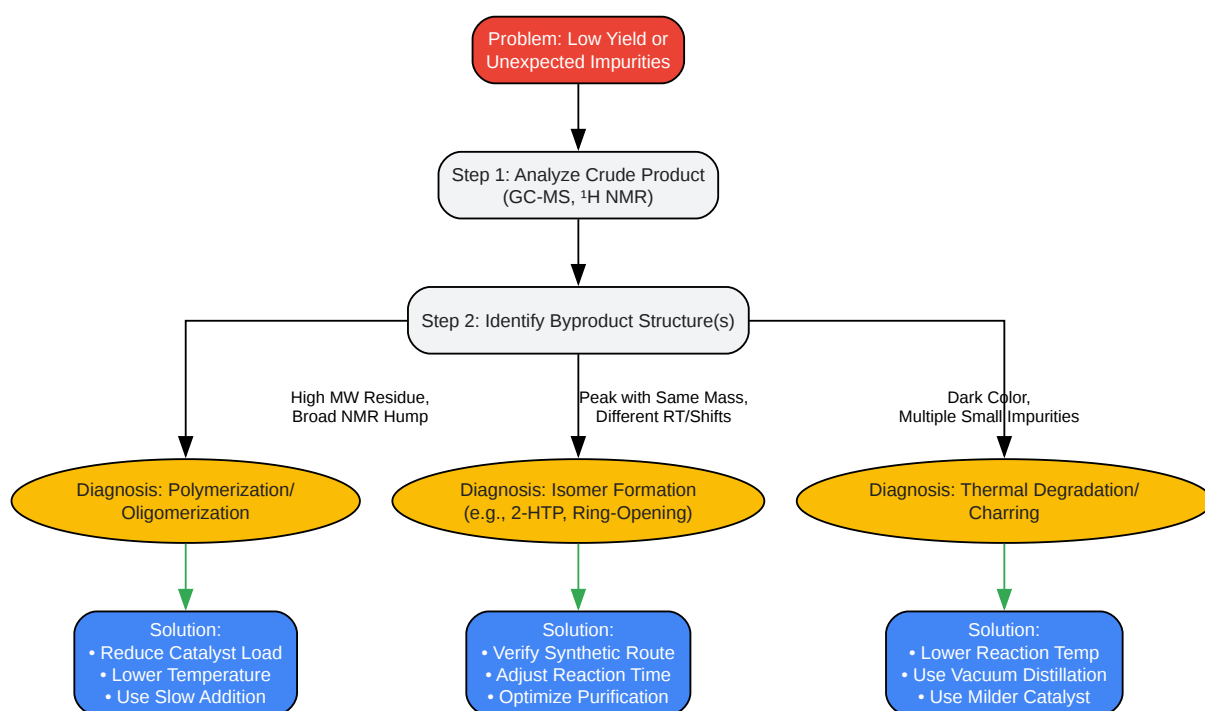 Problem: Low Yield or
Unexpected Impurities
Step 1: Analyze Crude Product
(GC-MS, ¹H NMR)
Step 2: Identify Byproduct Structure(s)
High MW Residue,
Broad NMR Hump
Peak with Same Mass,
Different RT/Shifts
Dark Color,
Multiple Small Impurities
Diagnosis: Polymerization/
Oligomerization
Diagnosis: Isomer Formation
(e.g., 2-HTP, Ring-Opening)
Diagnosis: Thermal Degradation/
Charring
Solution:
• Reduce Catalyst Load
• Lower Temperature
• Use Slow Addition
Solution:
• Verify Synthetic Route
• Adjust Reaction Time
• Optimize Purification
Solution:
• Lower Reaction Temp
• Use Vacuum Distillation
• Use Milder Catalyst